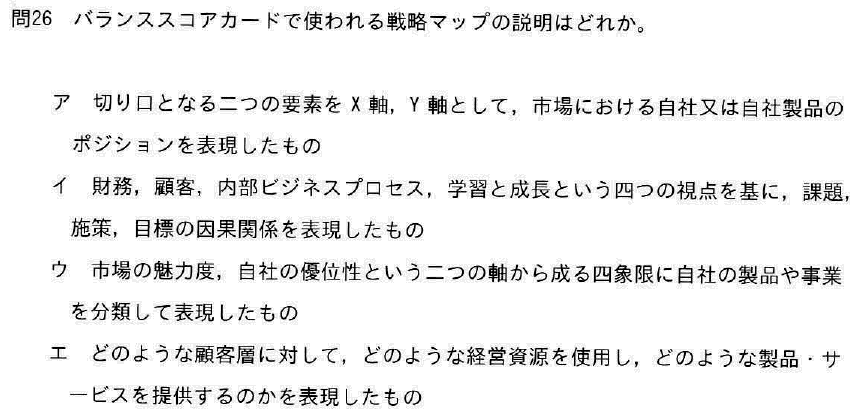 問26　バランススコアカードで使われる戦略マップの説明はどれか。
ア　切り口となる二つの要素をX軸，Y軸として，市場における自社又は自社製品の
ポジションを表現したもの
イ　財務，顧客，内部ビジネスプロセス，学習と成長という四つの視点を基に，課題，
施策，目標の因果関係を表現したもの
ウ　市場の魅力度，自社の優位性という二つの軸から成る四象限に自社の製品や事業
を分類して表現したもの
エ　どのような顧客層に対して，どのような経営資源を使用し，どのような製品・サ
ービスを提供するのかを表現したもの